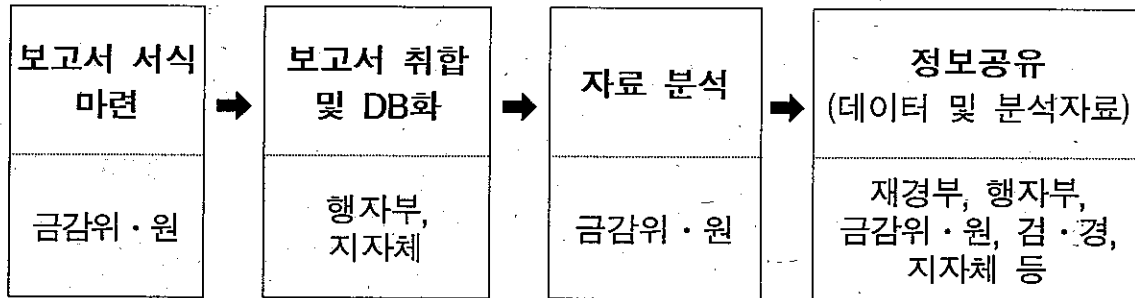 보고서 서식
마련
금감위·원
보고서 취합
및 DB화
행자부,
지자체
자료 분석
금감위·원
정보공유
(데이터 및 분석자료)
재경부, 행자부,
금감위·원, 검·경,
지자체 등